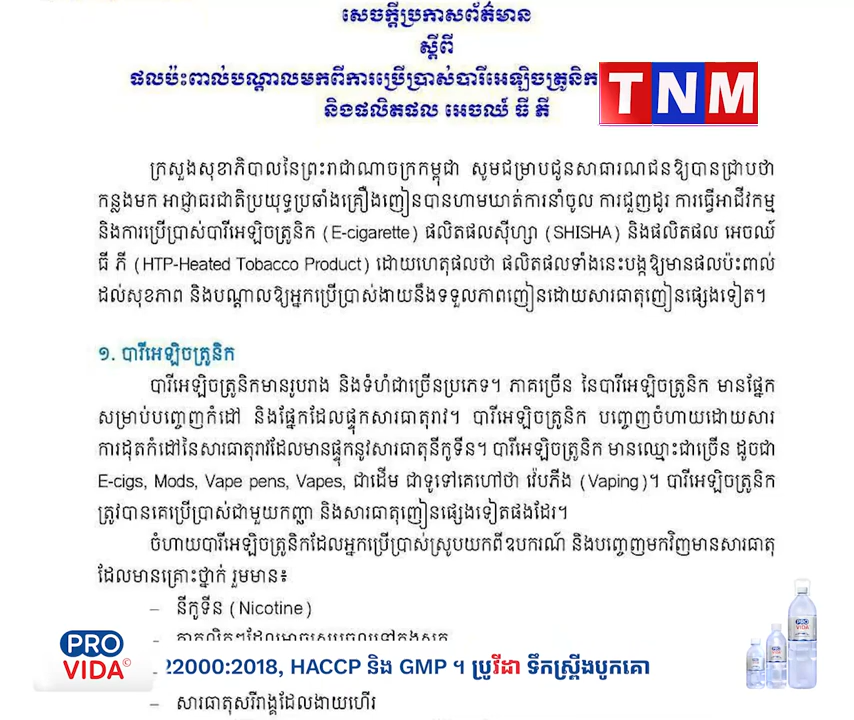 សេចក្តីប្រកាសព័ត៌មាន
ស្តីពី
ផលប៉ះពាល់បណ្តាលមកពីការប្រើប្រាស់បារីអេឡិចត្រូនិក
និងផលិតផល អេចឈ៍ ធី ភី
TNM
ក្រសួងសុខាភិបាលនៃព្រះរាជាណាចក្រកម្ពុជា សូមជម្រាបជូនសាធារណជនឱ្យបានជ្រាបថា
កន្លងមក អាជ្ញាធរជាតិប្រយុទ្ធប្រឆាំងគ្រឿងញៀនបានហាមឃាត់ការនាំចូល ការជួញដូរ ការធ្វើអាជីវកម្ម
និងការប្រើប្រាស់បារីអេឡិចត្រូនិក (E-cigarette) ផលិតផលស៊ីហ្សា (SHISHA) និងផលិតផល អេចឈ៍
ធី ភី (HTP-Heated Tobacco Product) ដោយហេតុផលថា ផលិតផលទាំងនេះបង្កឱ្យមានផលប៉ះពាល់
ដល់សុខភាព និងបណ្តាលឱ្យអ្នកប្រើប្រាស់ងាយនឹងទទួលភាពញៀនដោយសារធាតុញៀនផ្សេងទៀត។
១. បារីអេឡិចត្រូនិក
បារីអេឡិចត្រូនិកមានរូបរាង និងទំហំជាច្រើនប្រភេទ។ ភាគច្រើន នៃបារីអេឡិចត្រូនិក មានផ្នែក
សម្រាប់បញ្ចេញកំដៅ និងផ្នែកដែលផ្ទុកសារធាតុរាវ។ បារីអេឡិចត្រូនិក បញ្ចេញចំហាយដោយសារ
ការដុតកំដៅនៃសារធាតុរាវដែលមានផ្ទុកនូវសារធាតុនីកូទីន។ បារីអេឡិចត្រូនិក មានឈ្មោះជាច្រើន ដូចជា
E-cigs, Mods, Vape pens, Vapes, ជាដើម ជាទូទៅគេហៅថា វ៉េបភីង (Vaping)។ បារីអេឡិចត្រូនិក
ត្រូវបានគេប្រើប្រាស់ជាមួយកញ្ឆា និងសារធាតុញៀនផ្សេងទៀតផងដែរ។
ចំហាយបារីអេឡិចត្រូនិកដែលអ្នកប្រើប្រាស់ស្រូបយកពីឧបករណ៍ និងបញ្ចេញមកវិញមានសារធាតុ
ដែលមានគ្រោះថ្នាក់ រួមមាន៖
– នីកូទីន (Nicotine)
PRO VIDA©
22000:2018, HACCP និង GMP ។ ប្រូវីដា ទឹកស្ព្រីងបូកគោ
– សារធាតុសរីរាង្គដែលងាយហើរ